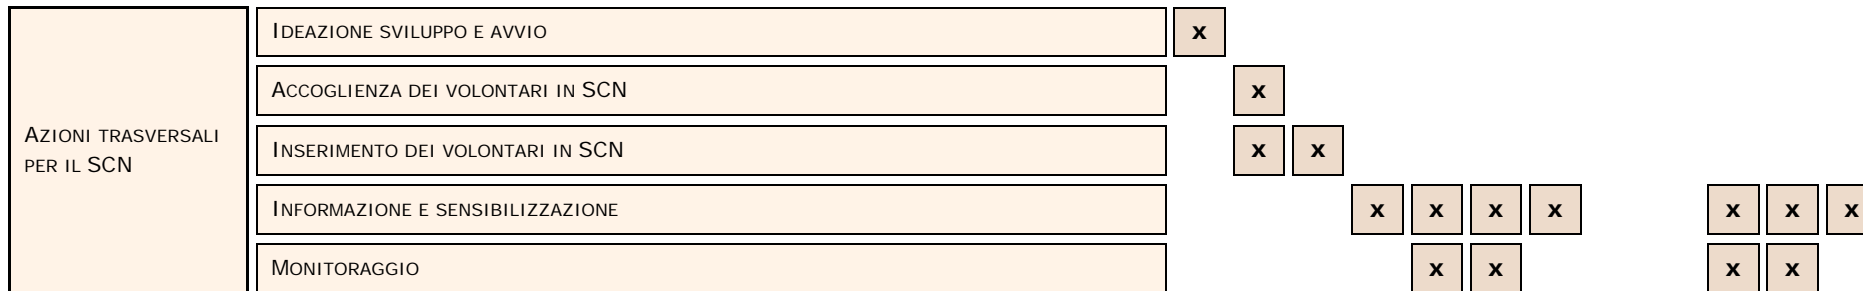 IDEAZIONE SVILUPPO E AVVIO x
ACCOGLIENZA DEI VOLONTARI IN SCN x
AZIONI TRASVERSALI
PER IL SCN
INSERIMENTO DEI VOLONTARI IN SCN x x
INFORMAZIONE E SENSIBILIZZAZIONE x x x x x x x
MONITORAGGIO x x x x